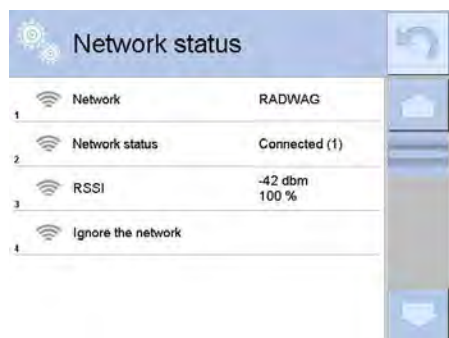 Network status
1 Network RADWAG
2 Network status Connected (1)
3 RSSI -42 dbm
100 %
4 Ignore the network